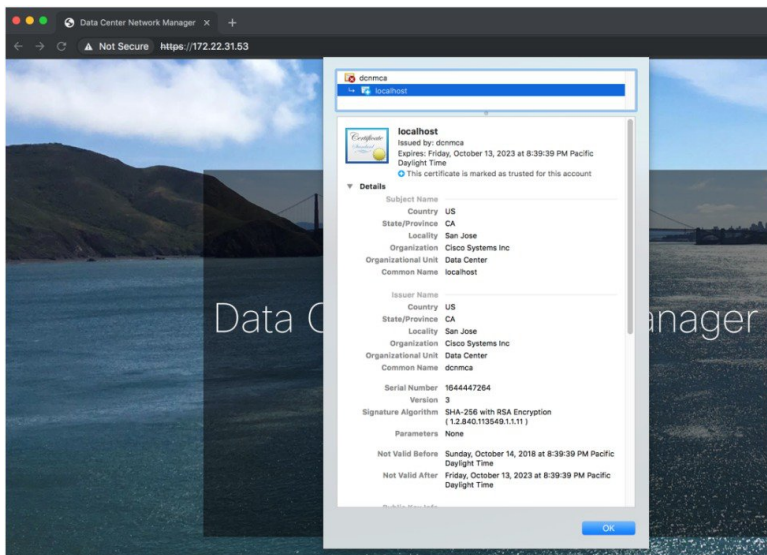 Data Center Network Manager × +
Not Secure https://172.22.31.53
dcnmca
localhost
Certificate
Standard
localhost
Issued by: dcnmca
Expires: Friday, October 13, 2023 at 8:39:39 PM Pacific
Daylight Time
This certificate is marked as trusted for this account
Details
Subject Name
Country US
State/Province CA
Locality San Jose
Organization Cisco Systems Inc
Organizational Unit Data Center
Common Name localhost
Issuer Name
Country US
State/Province CA
Locality San Jose
Organization Cisco Systems Inc
Organizational Unit Data Center
Common Name dcnmca
Serial Number 1644447264
Version 3
Signature Algorithm SHA-256 with RSA Encryption
( 1.2.840.113549.1.1.11 )
Parameters None
Not Valid Before Sunday, October 14, 2018 at 8:39:39 PM Pacific
Daylight Time
Not Valid After Friday, October 13, 2023 at 8:39:39 PM Pacific
Daylight Time
Public Key Info
OK
Data C anager